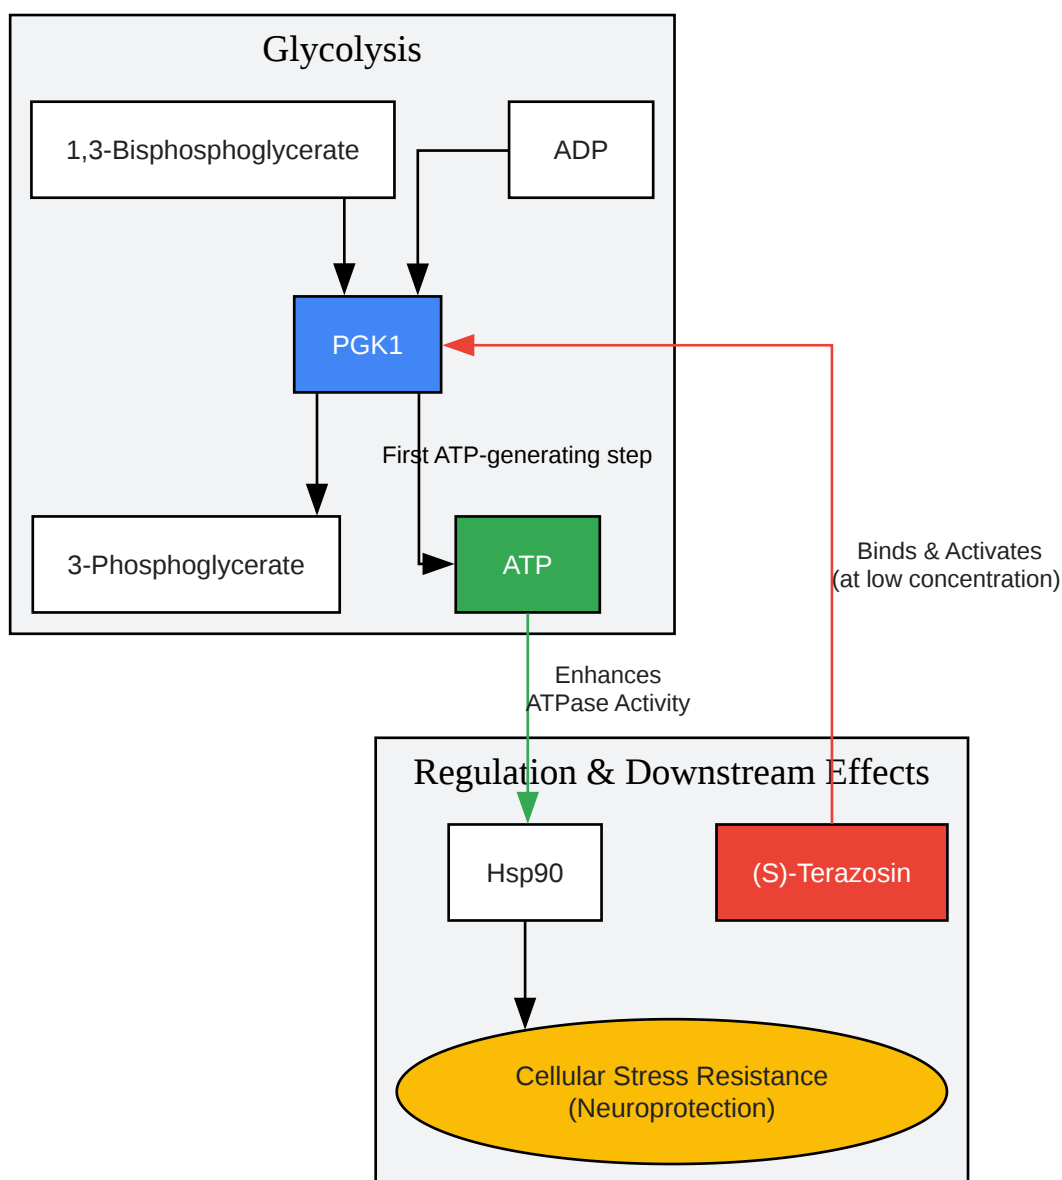 Glycolysis
1,3-Bisphosphoglycerate
ADP
PGK1
First ATP-generating step
3-Phosphoglycerate
ATP
Binds & Activates
(at low concentration)
Enhances
ATPase Activity
Regulation & Downstream Effects
Hsp90
(S)-Terazosin
Cellular Stress Resistance
(Neuroprotection)